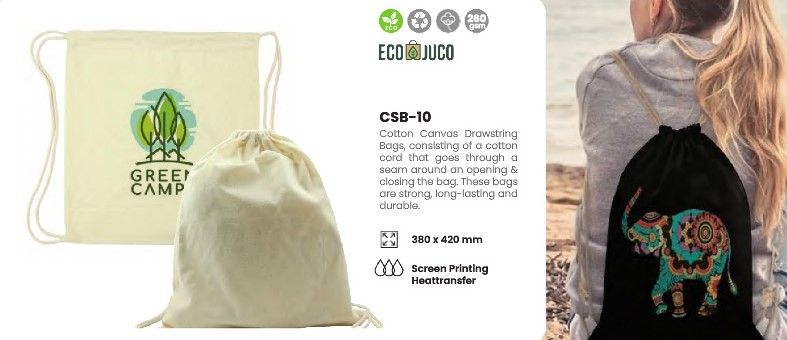 GREEN
CAMP
ECO
260
gsm
ECO JUCO
CSB-10
Cotton Canvas Drawstring
Bags, consisting of a cotton
cord that goes through a
seam around an opening &
closing the bag. These bags
are strong, long-lasting and
durable.
380 x 420 mm
Screen Printing
Heattransfer